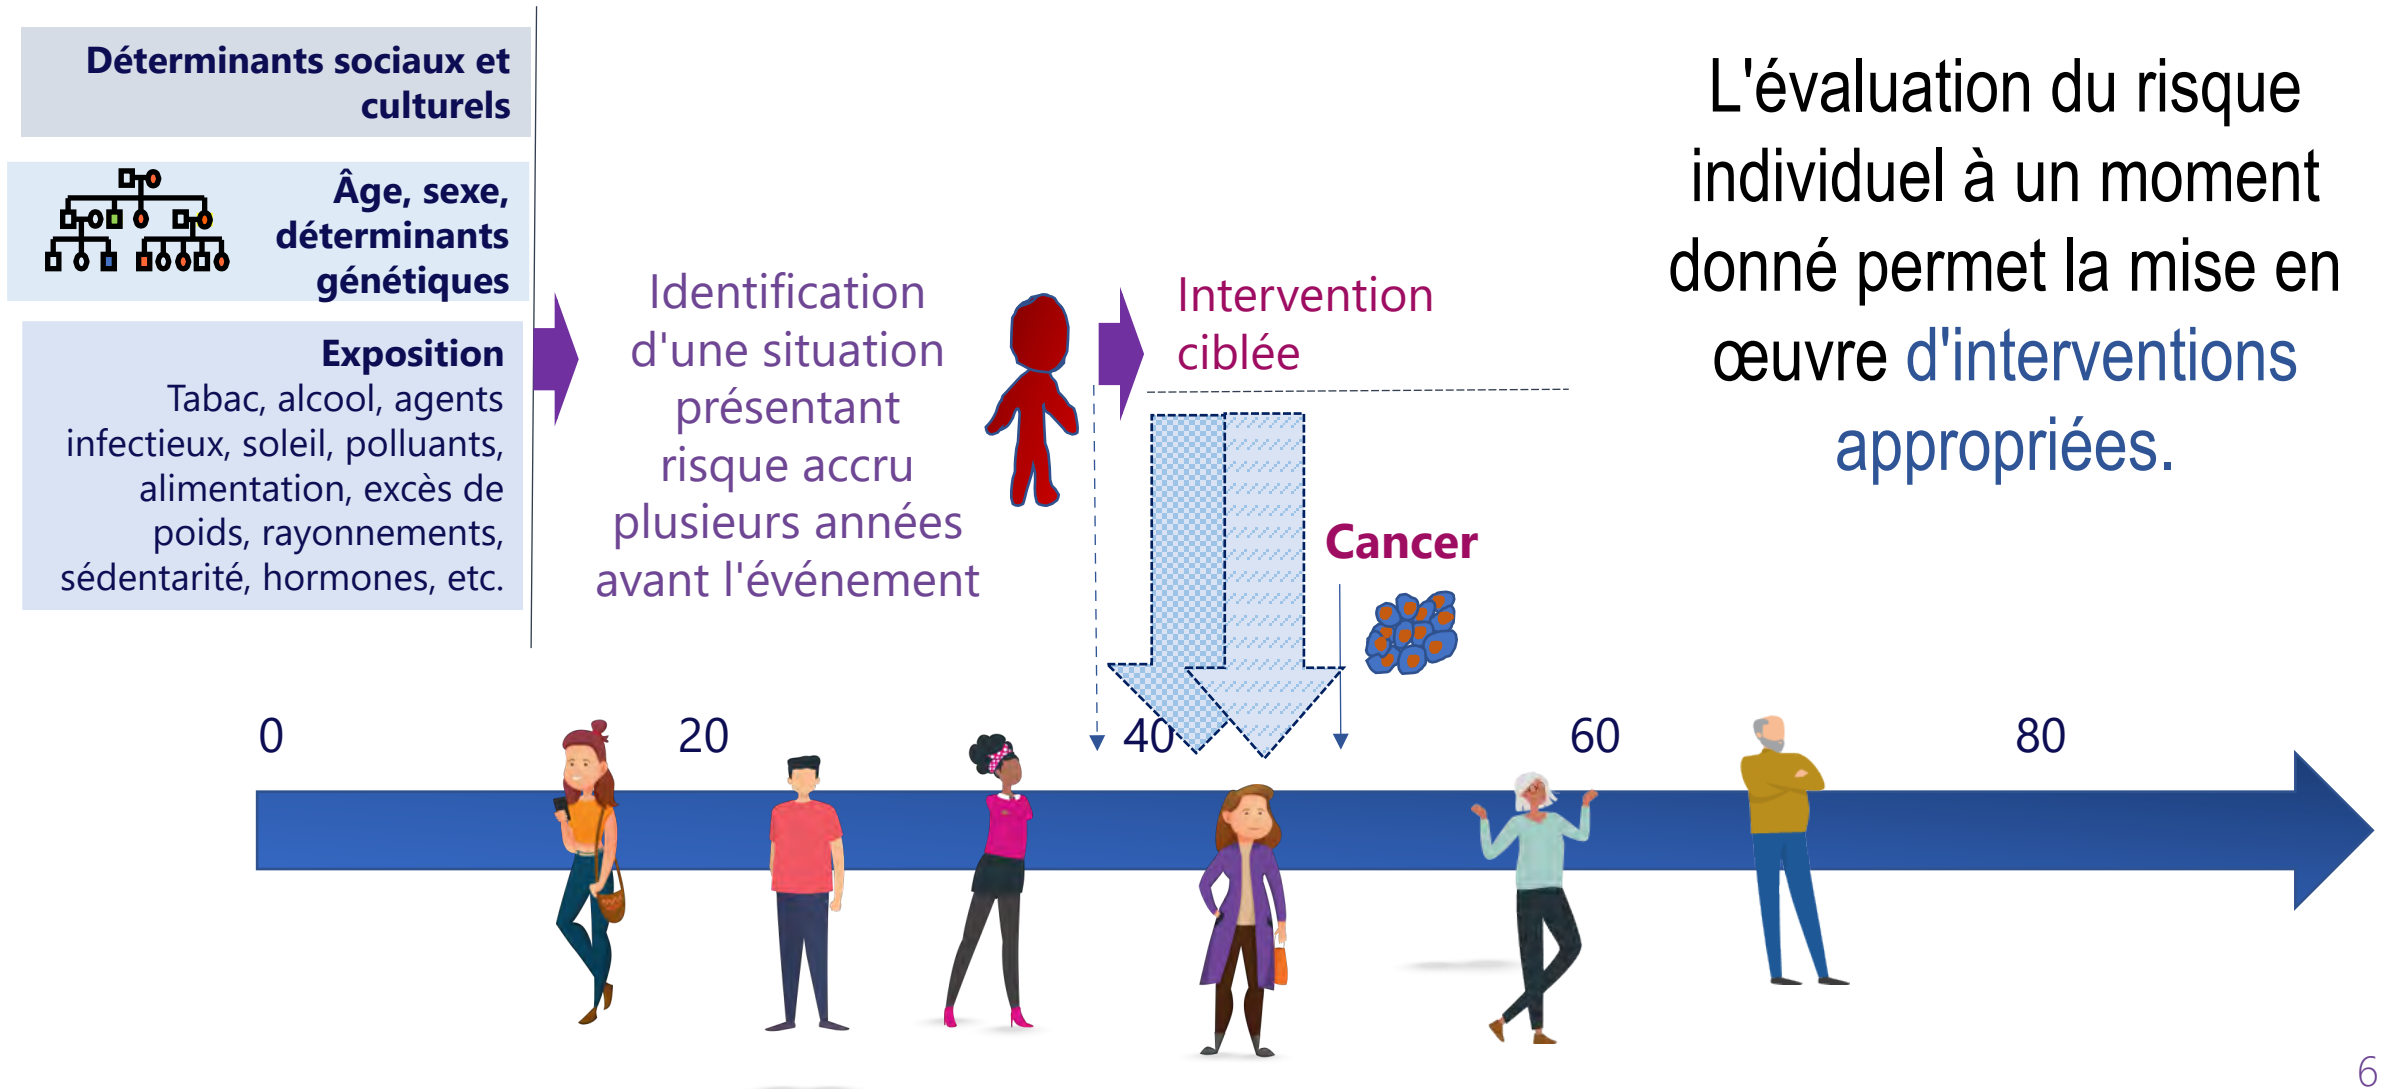 Déterminants sociaux et
culturels
Âge, sexe,
déterminants
génétiques
Exposition
Tabac, alcool, agents
infectieux, soleil, polluants,
alimentation, excès de
poids, rayonnements,
sédentarité, hormones, etc.
Identification
d'une situation
présentant
risque accru
plusieurs années
avant l'événement
Intervention
ciblée
Cancer
L'évaluation du risque
individuel à un moment
donné permet la mise en
œuvre d'interventions
appropriées.
0 20 40 60 80
6